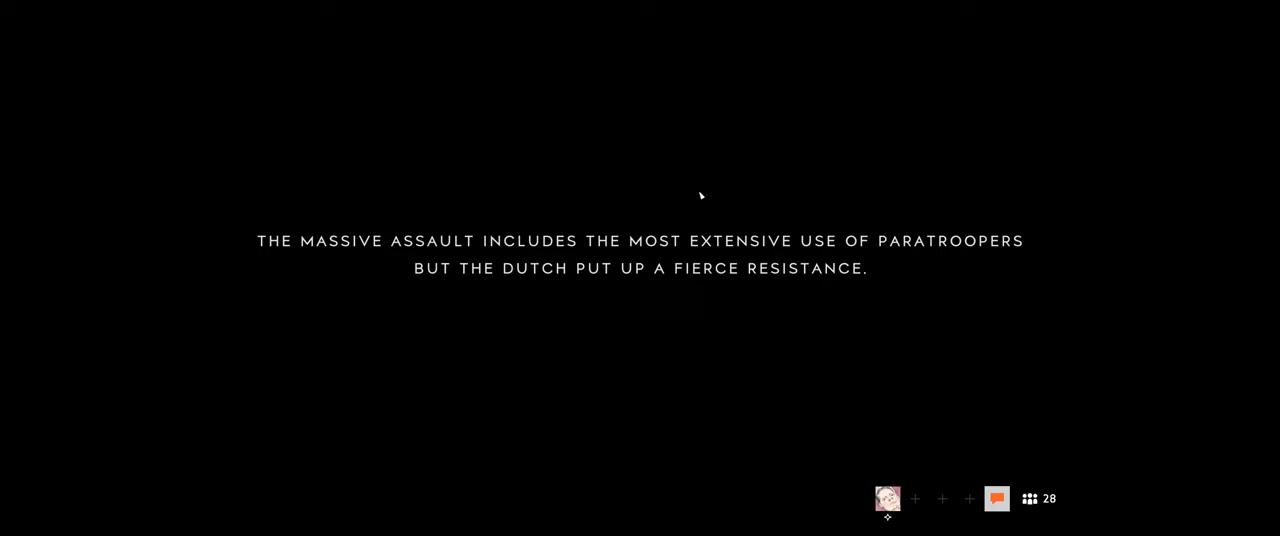 THE MASSIVE ASSAULT INCLUDES THE MOST EXTENSIVE USE OF PARATROOPERS
BUT THE DUTCH PUT UP A FIERCE RESISTANCE.
28